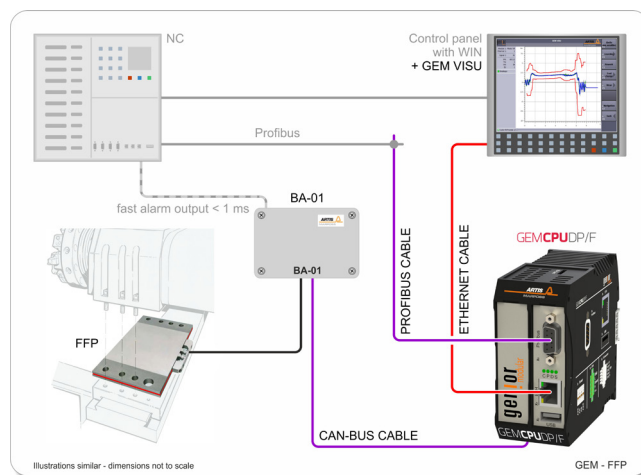 NC
Control panel
with WIN
+ GEM VISU
Profibus
fast alarm output < 1 ms
BA-01
ARTIS
BA-01
FFP
PROFIBUS CABLE
ETHERNET CABLE
GEMCPUDP/F
ARTIS
USB
GEMCPUDP/F
CAN-BUS CABLE
Illustrations similar - dimensions not to scale
GEM - FFP